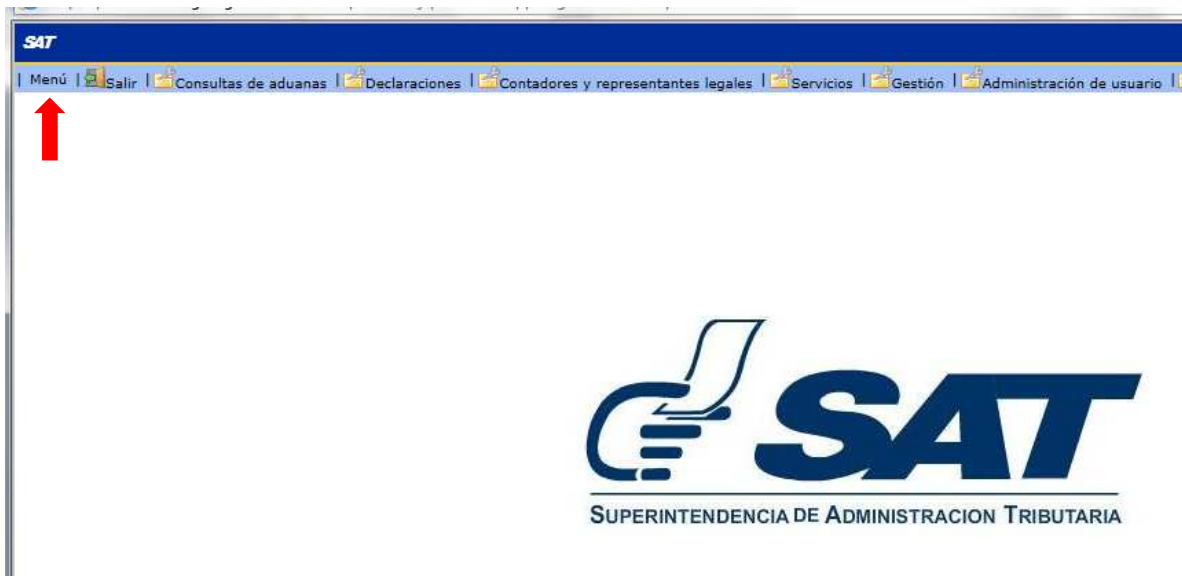 SAT
| Menú | Salir | Consultas de aduanas | Declaraciones | Contadores y representantes legales | Servicios | Gestión | Administración de usuario |
SAT
SUPERINTENDENCIA DE ADMINISTRACION TRIBUTARIA